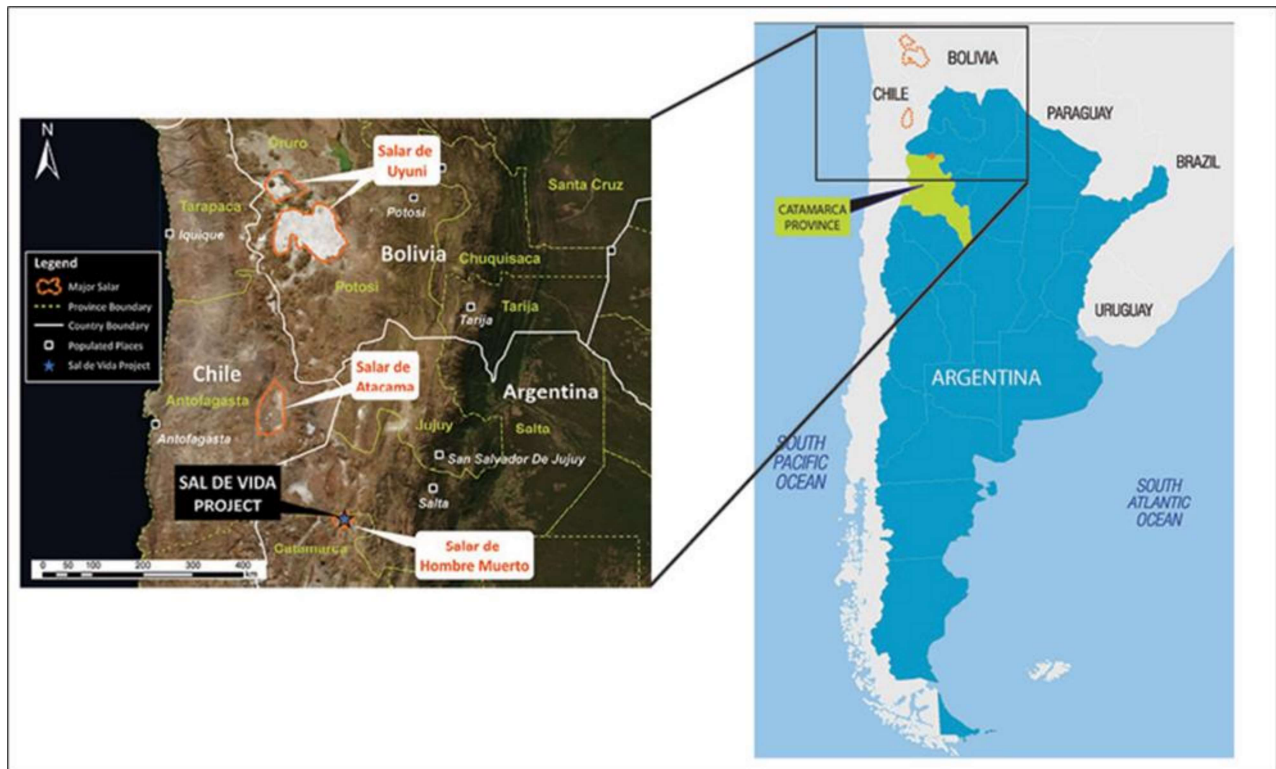 N
Oruro
Salar de
Uyuni
Santa Cruz
Tarapaca
Potosi
Iquique
Bolivia
Chuquisaca
Legend
Major Salar
Province Boundary
Country Boundary
Populated Places
Sal de Vida Project
Potosi
Tarija
Tarija
Chile
Salar de
Atacama
Antofagasta
Argentina
Antofagasta
Jujuy
Salta
San Salvador De Jujuy
SAL DE VIDA
PROJECT
Salta
Catamarca
Salar de
Hombre Muerto
0 50 100 200 300 400
km
BOLIVIA
CHILE
PARAGUAY
BRAZIL
CATAMARCA
PROVINCE
URUGUAY
ARGENTINA
SOUTH
PACIFIC
OCEAN
SOUTH
ATLANTIC
OCEAN